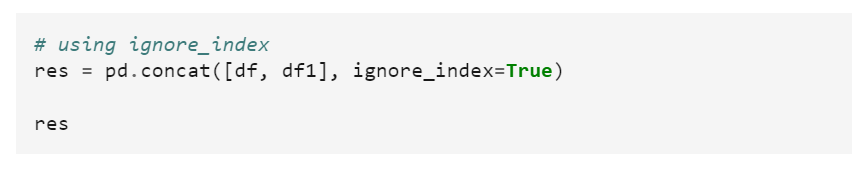 # using ignore_index
res = pd.concat([df, df1], ignore_index=True)
res